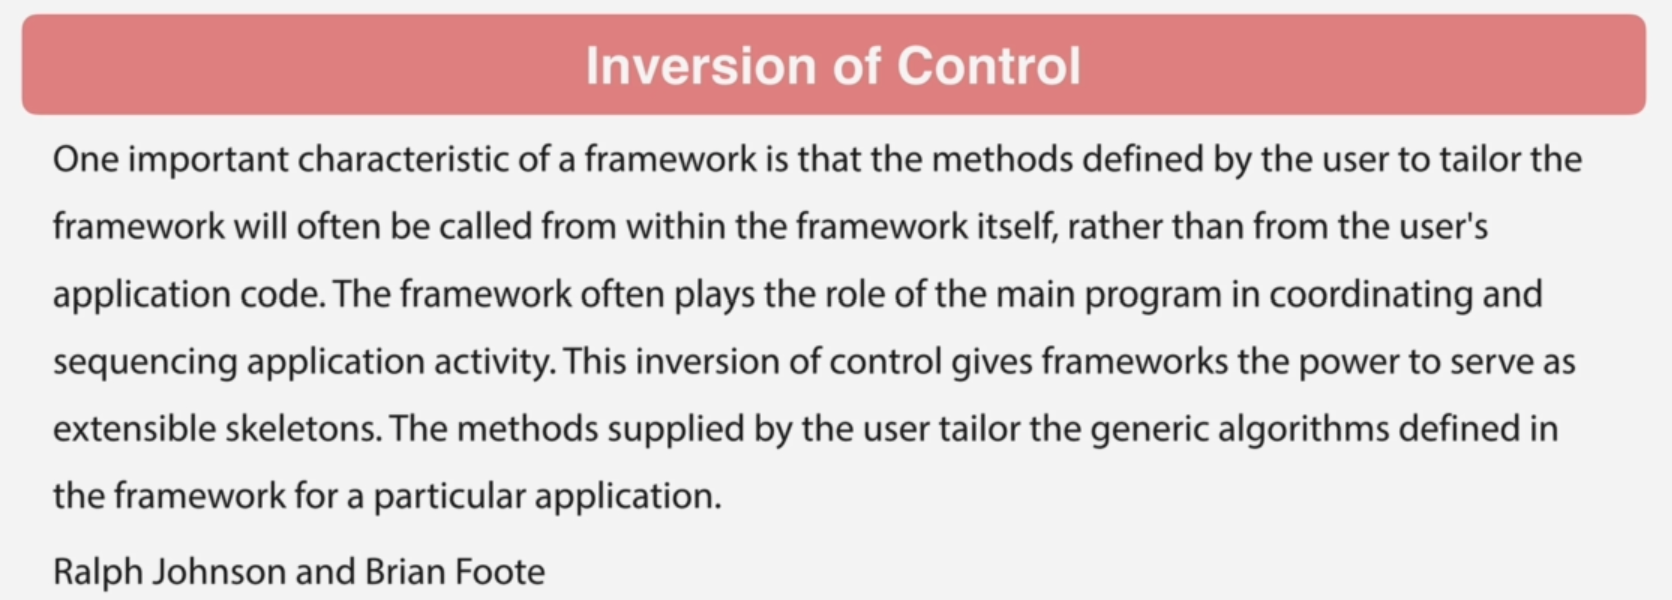 Inversion of Control
One important characteristic of a framework is that the methods defined by the user to tailor the
framework will often be called from within the framework itself, rather than from the user's
application code. The framework often plays the role of the main program in coordinating and
sequencing application activity. This inversion of control gives frameworks the power to serve as
extensible skeletons. The methods supplied by the user tailor the generic algorithms defined in
the framework for a particular application.
Ralph Johnson and Brian Foote